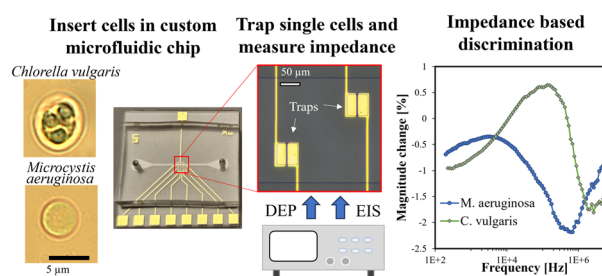 Insert cells in custom
microfluidic chip
Chlorella vulgaris
Microcystis
aeruginosa
5 µm
Trap single cells and
measure impedance
50 µm
Traps
DEP
EIS
Impedance based
discrimination
Magnitude change [%]
1
0.5
0
-0.5
-1
-1.5
-2
-2.5
M. aeruginosa
C. vulgaris
1E+2
1E+4
1E+16
Frequency [Hz]